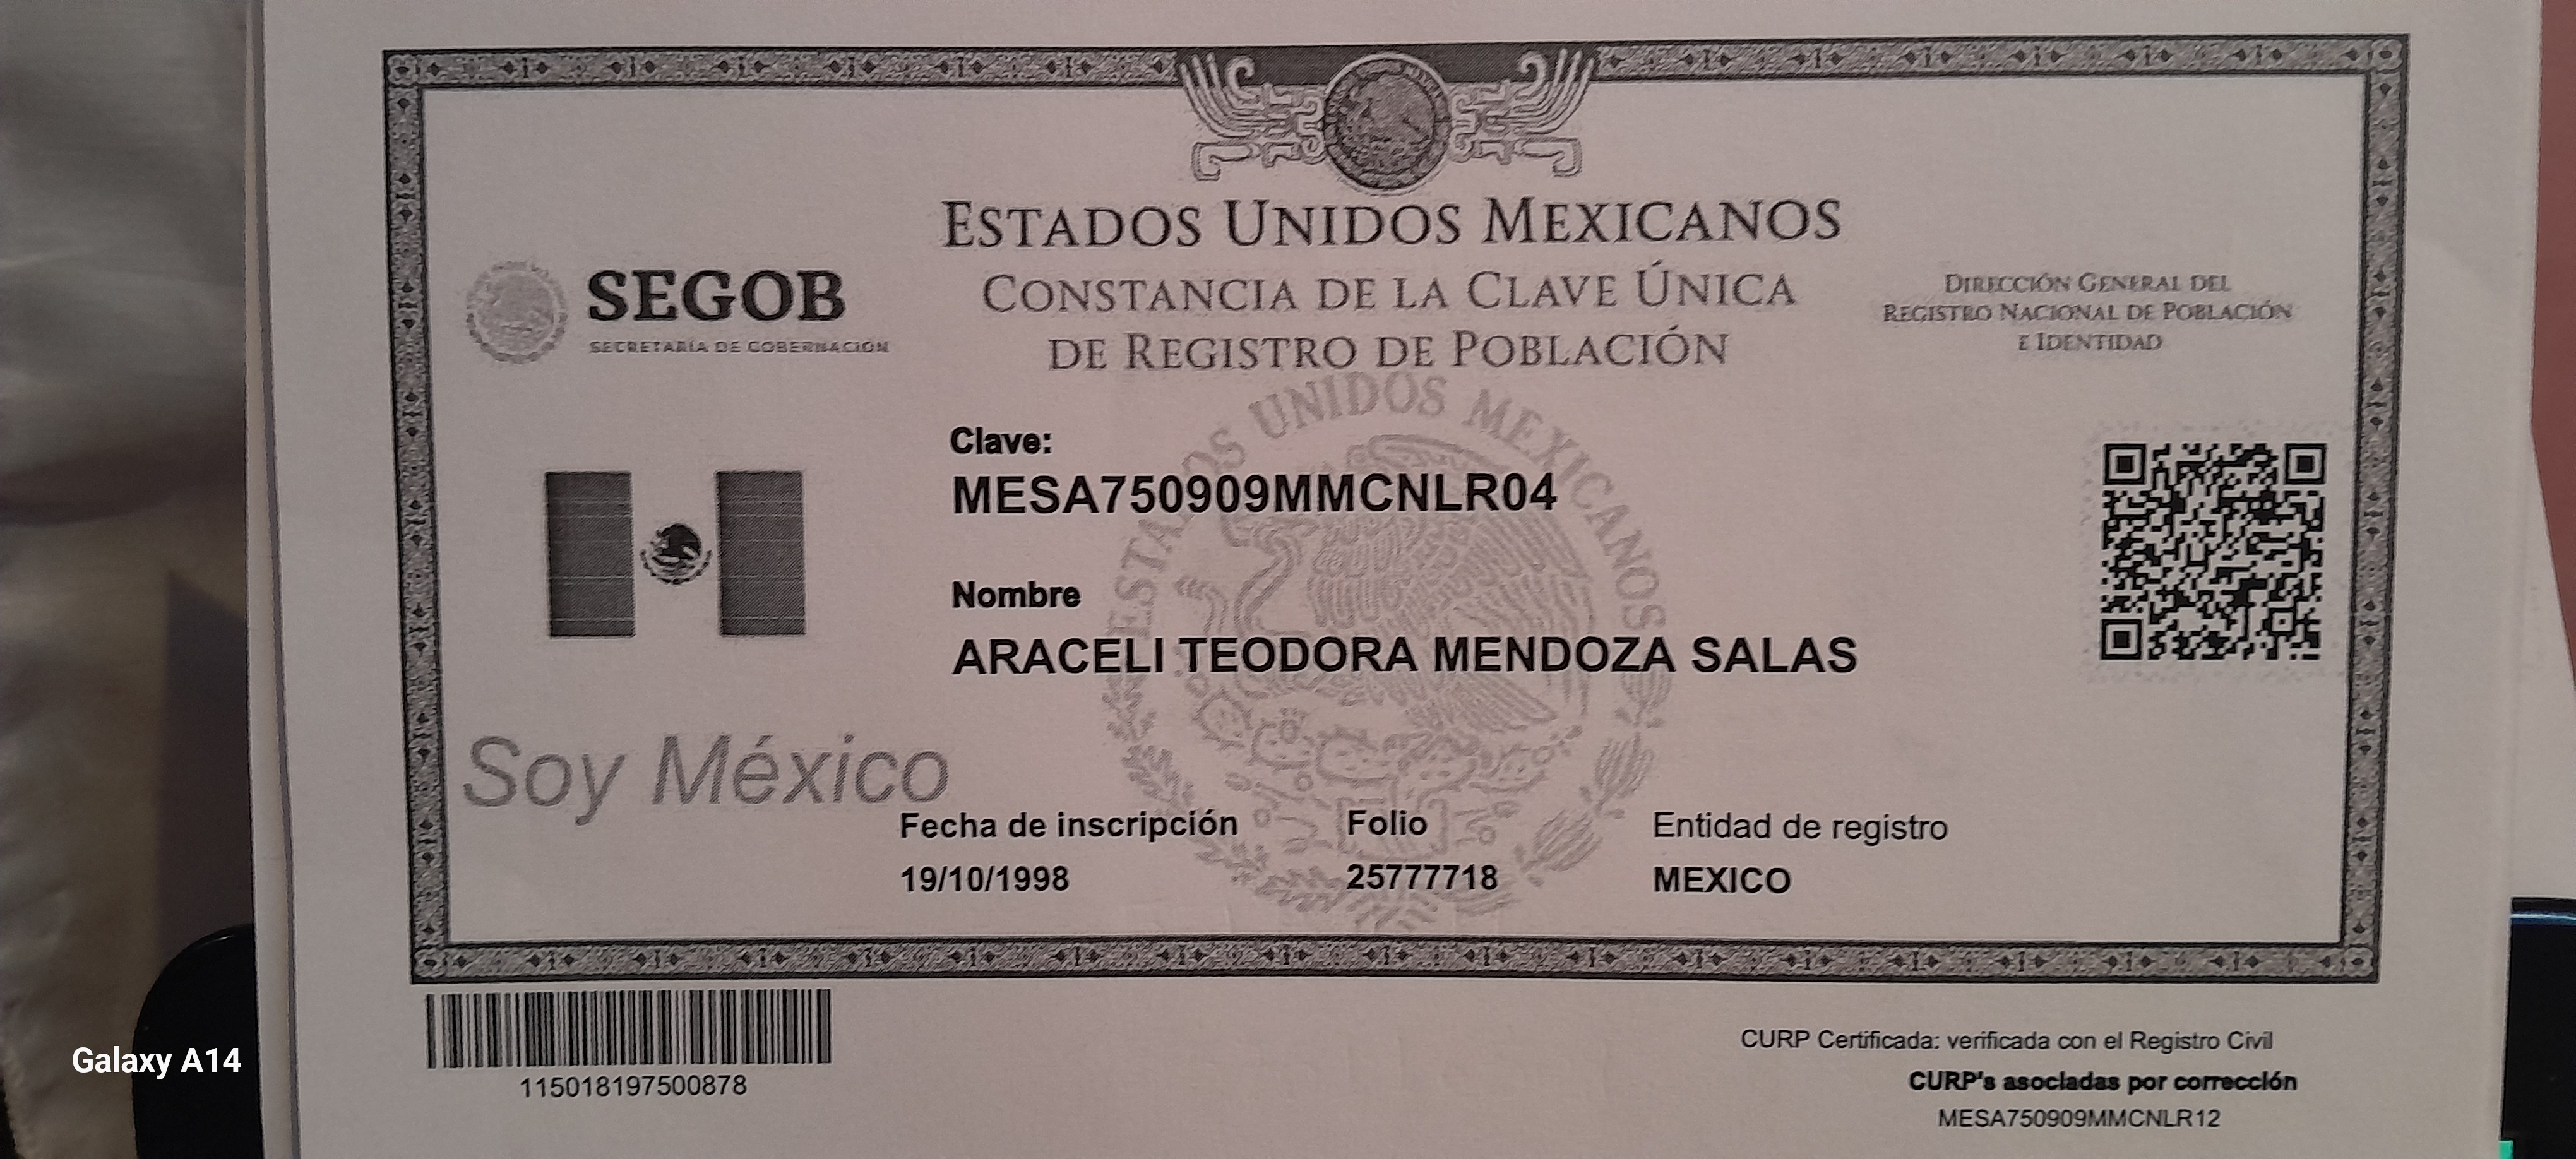 ESTADOS UNIDOS MEXICANOS
CONSTANCIA DE LA CLAVE ÚNICA
DE REGISTRO DE POBLACIÓN
SEGOB
SECRETARÍA DE GOBERNACIÓN
DIRECCIÓN GENERAL DEL
REGISTRO NACIONAL DE POBLACIÓN
E IDENTIDAD
ESTADOS UNIDOS MEXICANOS
Clave:
MESA750909MMCNLR04
Nombre
ARACELI TEODORA MENDOZA SALAS
Soy México
Fecha de inscripción Folio Entidad de registro
19/10/1998 25777718 MEXICO
115018197500878
CURP Certificada: verificada con el Registro Civil
CURP's asociadas por corrección
MESA750909MMCNLR12
Galaxy A14